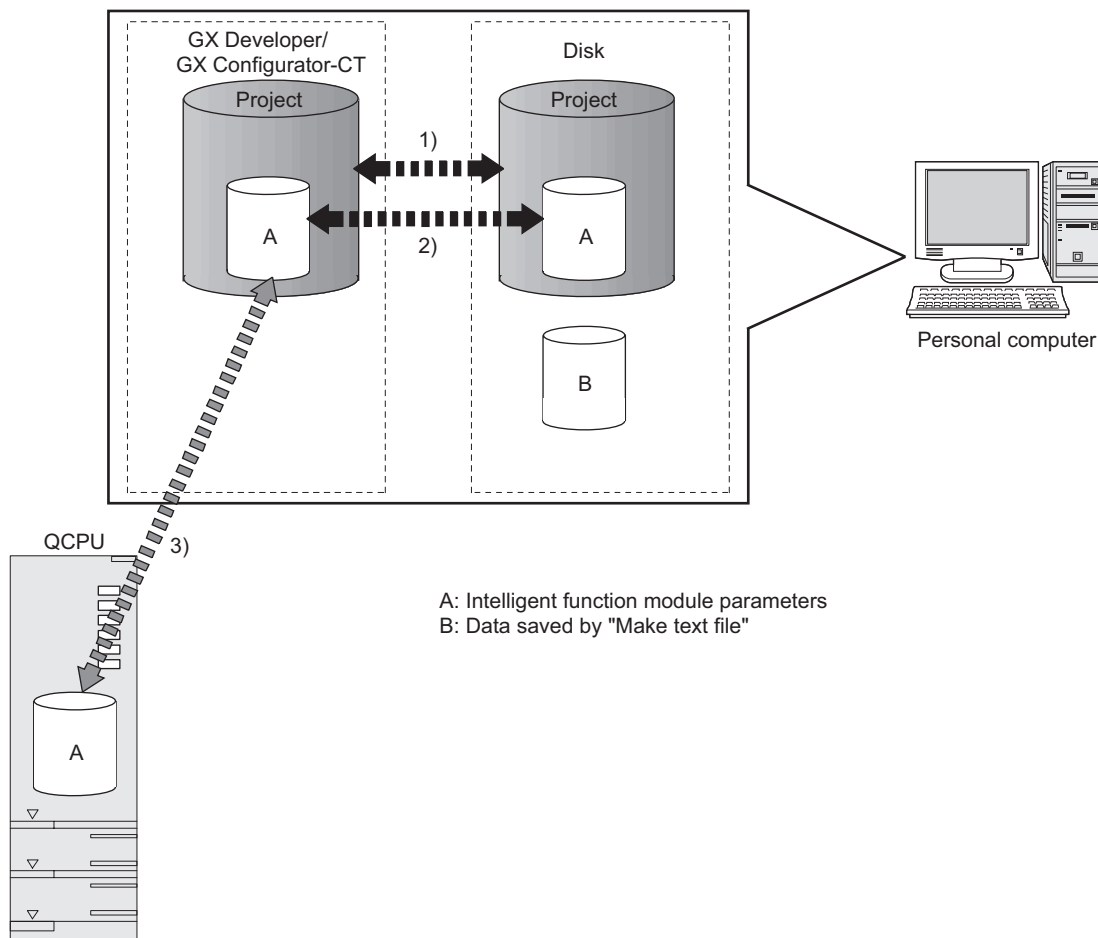 GX Developer/
GX Configurator-CT
Disk
Project
Project
1)
A
2)
A
B
Personal computer
QCPU
3)
A: Intelligent function module parameters
B: Data saved by "Make text file"
A